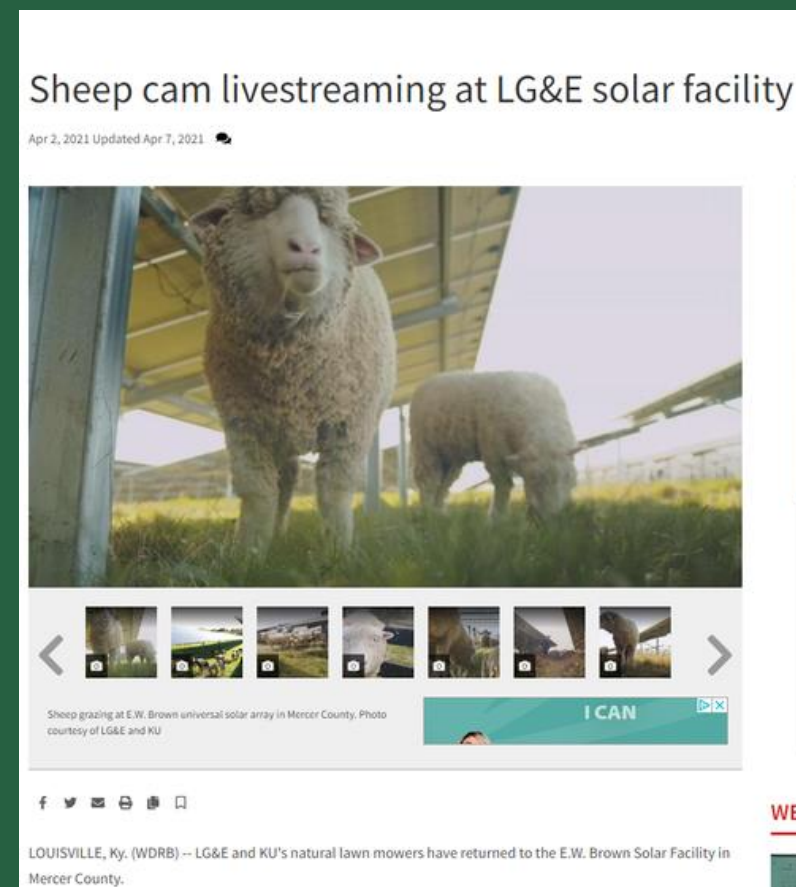 Sheep cam livestreaming at LG&E solar facility
Apr 2, 2021 Updated Apr 7, 2021
Sheep grazing at E.W. Brown universal solar array in Mercer County. Photo
courtesy of LG&E and KU
I CAN
LOUISVILLE, Ky. (WDRB) -- LG&E and KU's natural lawn mowers have returned to the E.W. Brown Solar Facility in
Mercer County.